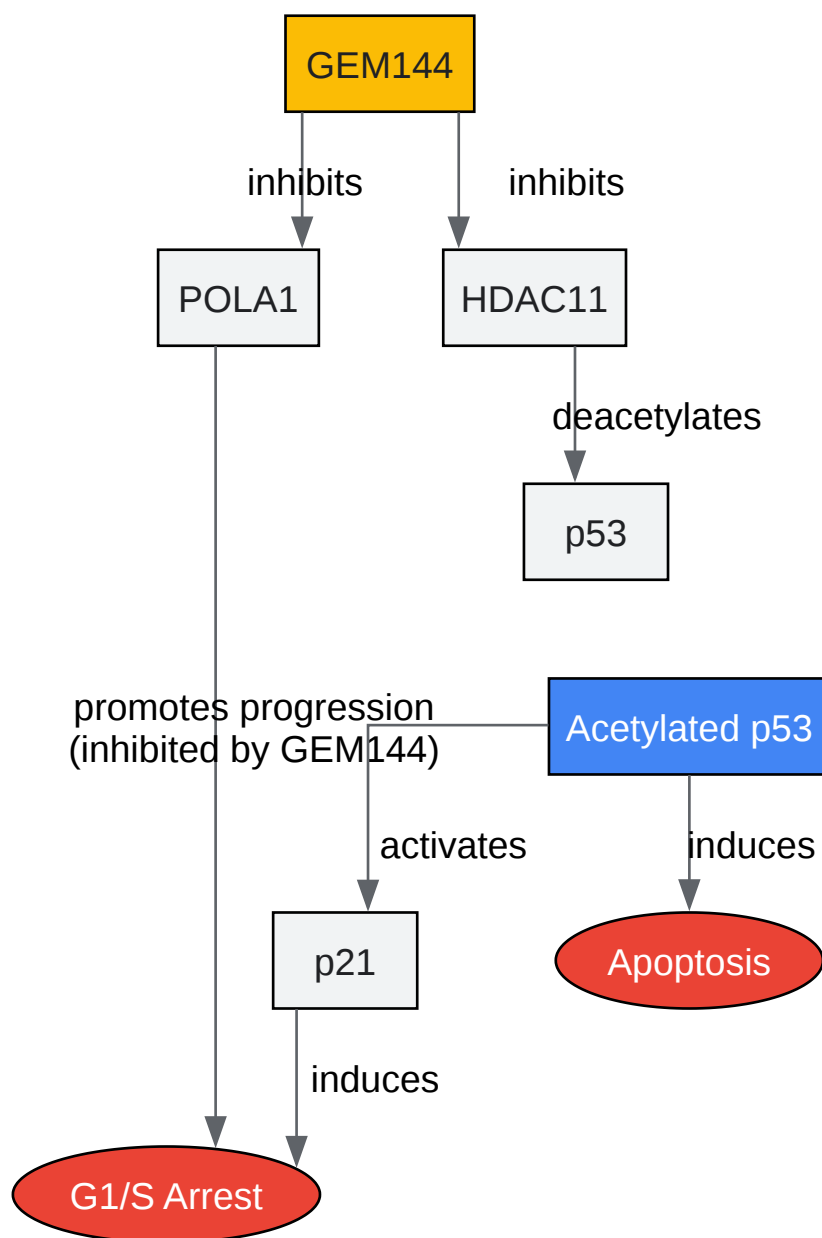 GEM144
inhibits
inhibits
POLA1
HDAC11
deacetylates
p53
promotes progression
(inhibited by GEM144)
Acetylated p53
activates
induces
p21
Apoptosis
induces
G1/S Arrest